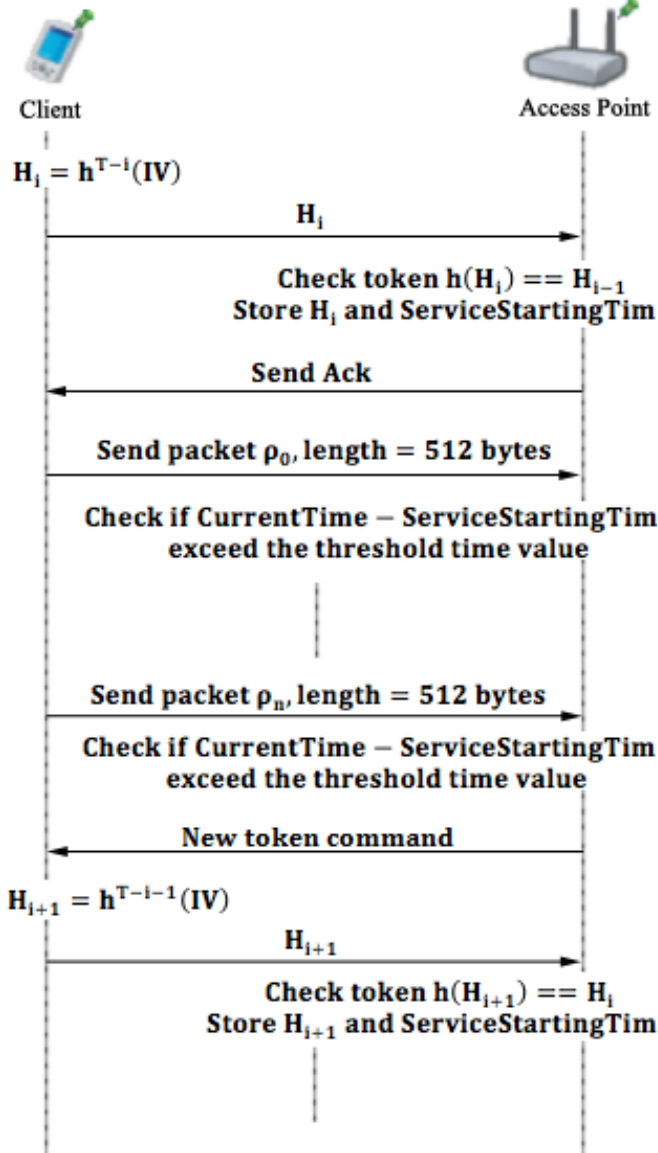 Client
Access Point
Hᵢ = hᵀ⁻ⁱ(IV)
Hᵢ
Check token h(Hᵢ) == Hᵢ₋₁
Store Hᵢ and ServiceStartingTim
Send Ack
Send packet ρ₀, length = 512 bytes
Check if CurrentTime − ServiceStartingTim
exceed the threshold time value
Send packet ρₙ, length = 512 bytes
Check if CurrentTime − ServiceStartingTim
exceed the threshold time value
New token command
Hᵢ₊₁ = hᵀ⁻ⁱ⁻¹(IV)
Hᵢ₊₁
Check token h(Hᵢ₊₁) == Hᵢ
Store Hᵢ₊₁ and ServiceStartingTim